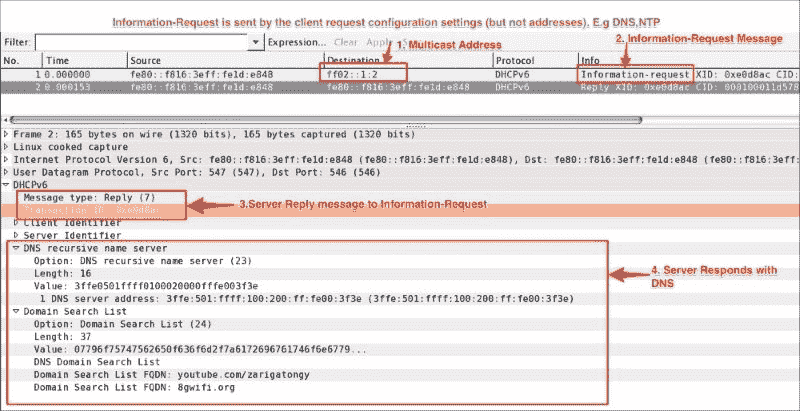 Information-Request is sent by the client request configuration settings (but not addresses). E.g DNS,NTP
2. Information-Request Message
Filter: Expression... Clear Apply
1. Multicast Address
No. Time Source Destination Protocol Info
1 0.000000 fe80::f816:3eff:fe1d:e848 ff02::1:2 DHCPv6 Information-request XID: 0xe0d8ac CID:
2 0.000153 fe80::f816:3eff:fe1d:e848 fe80::f816:3eff:fe1d:e848 DHCPv6 Reply XID: 0xe0d8ac CID: 000100011d578
Frame 2: 165 bytes on wire (1320 bits), 165 bytes captured (1320 bits)
Linux cooked capture
Internet Protocol Version 6, Src: fe80::f816:3eff:fe1d:e848 (fe80::f816:3eff:fe1d:e848), Dst: fe80::f816:3eff:fe1d:e848 (fe80::f816:3eff:fe1d:e
User Datagram Protocol, Src Port: 547 (547), Dst Port: 546 (546)
DHCPv6
Message type: Reply (7)
Transaction ID: 0xe0d8ac
3.Server Reply message to Information-Request
Client Identifier
Server Identifier
DNS recursive name server
Option: DNS recursive name server (23)
Length: 16
Value: 3ffe0501ffff0100020000fffe003f3e
1 DNS server address: 3ffe:501:ffff:100:200:ff:fe00:3f3e (3ffe:501:ffff:100:200:ff:fe00:3f3e)
4. Server Responds with
DNS
Domain Search List
Option: Domain Search List (24)
Length: 37
Value: 07796f75747562650f636f6d2f7a6172696761746f6e6779...
DNS Domain Search List
Domain Search List FQDN: youtube.com/zarigatongy
Domain Search List FQDN: 8gwifi.org